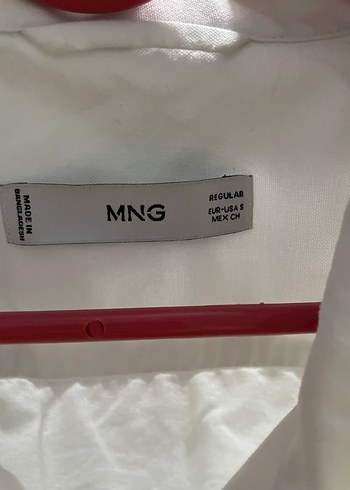 MADE IN
BANGLADESH
MNG
REGULAR
EUR-USA S
MEX CH